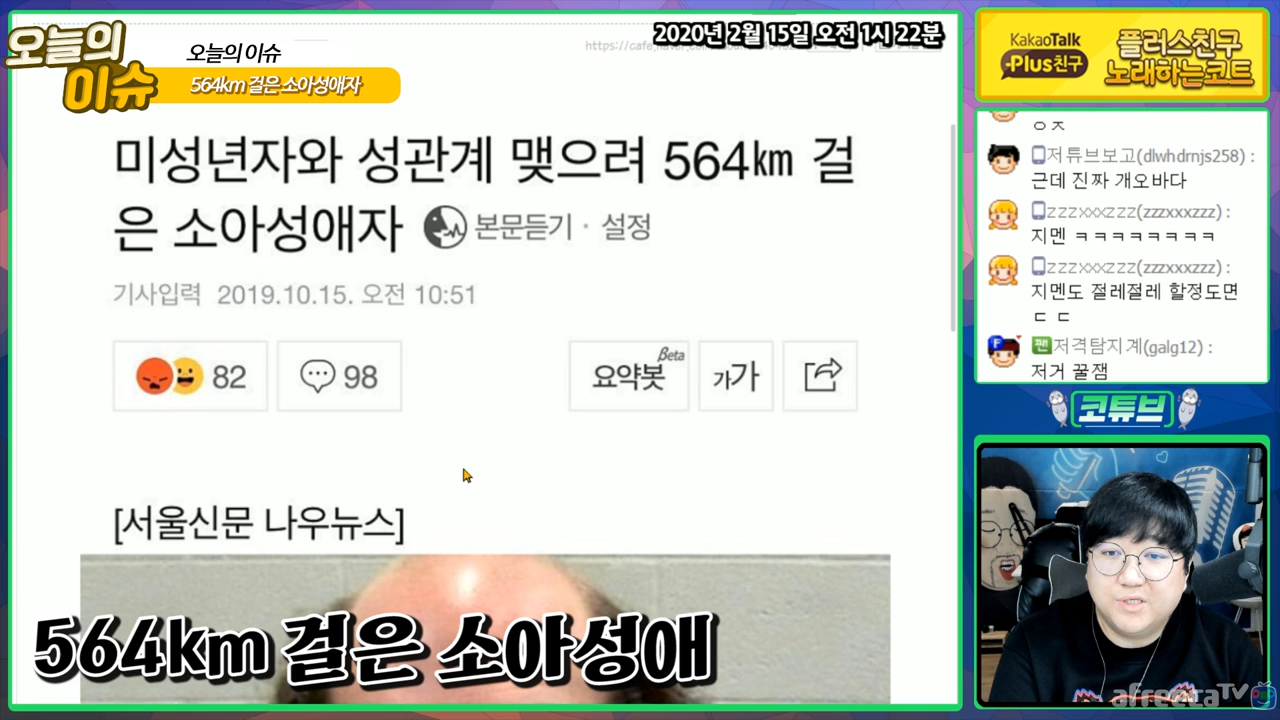 오늘의
이슈
오늘의 이슈
564km 걸은 소아성애자
2020년 2월 15일 오전 1시 22분
미성년자와 성관계 맺으려 564㎞ 걸
은 소아성애자
본문듣기 · 설정
기사입력 2019.10.15. 오전 10:51
82
98
요약봇
Beta
가가
[서울신문 나우뉴스]
564km 걸은 소아성애
KakaoTalk
Plus친구
플러스친구
노래하는코트
ㅇㅈ
저튜브보고(dlwhdrnjs258) :
근데 진짜 개오바다
zzzxxxzzz(zzzxxxzzz) :
지멘 ㅋㅋㅋㅋㅋㅋㅋㅋ
zzzxxxzzz(zzzxxxzzz) :
지멘도 절레절레 할정도면
ㄷㄷ
팬 저격탐지계(galg12) :
저거 꿀잼
코튜브
afreecaTV